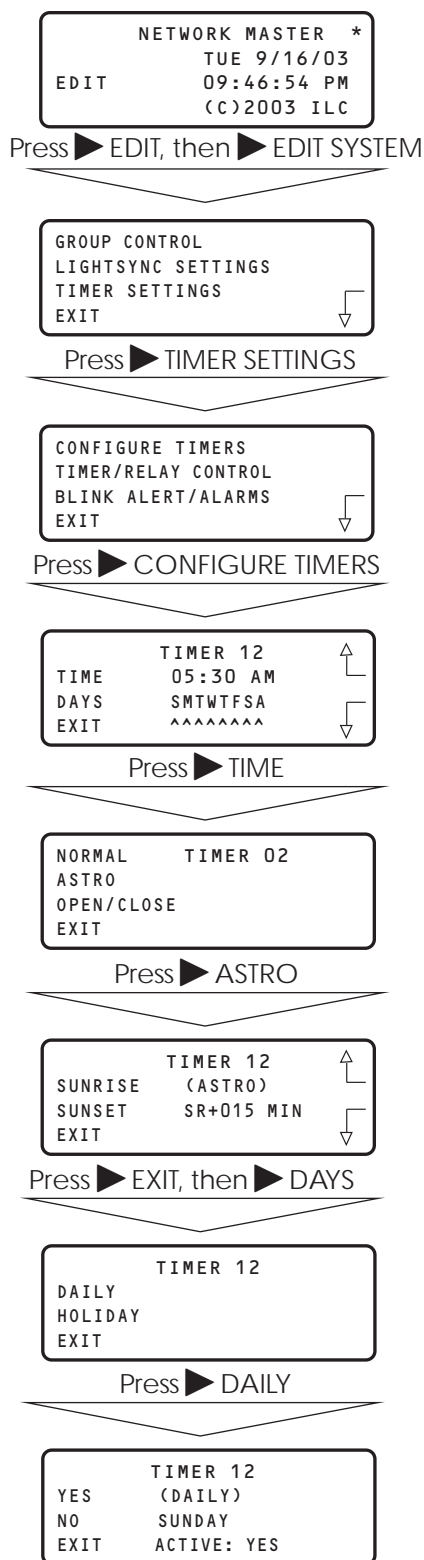 NETWORK MASTER *
TUE 9/16/03
EDIT 09:46:54 PM
(C)2003 ILC
Press ▶ EDIT, then ▶ EDIT SYSTEM
GROUP CONTROL
LIGHTSYNC SETTINGS
TIMER SETTINGS
EXIT
Press ▶ TIMER SETTINGS
CONFIGURE TIMERS
TIMER/RELAY CONTROL
BLINK ALERT/ALARMS
EXIT
Press ▶ CONFIGURE TIMERS
TIMER 12
TIME 05:30 AM
DAYS SMTWTFSA
EXIT ^^^^^^^^
Press ▶ TIME
NORMAL TIMER 02
ASTRO
OPEN/CLOSE
EXIT
Press ▶ ASTRO
TIMER 12
SUNRISE (ASTRO)
SUNSET SR+015 MIN
EXIT
Press ▶ EXIT, then ▶ DAYS
TIMER 12
DAILY
HOLIDAY
EXIT
Press ▶ DAILY
TIMER 12
YES (DAILY)
NO SUNDAY
EXIT ACTIVE: YES